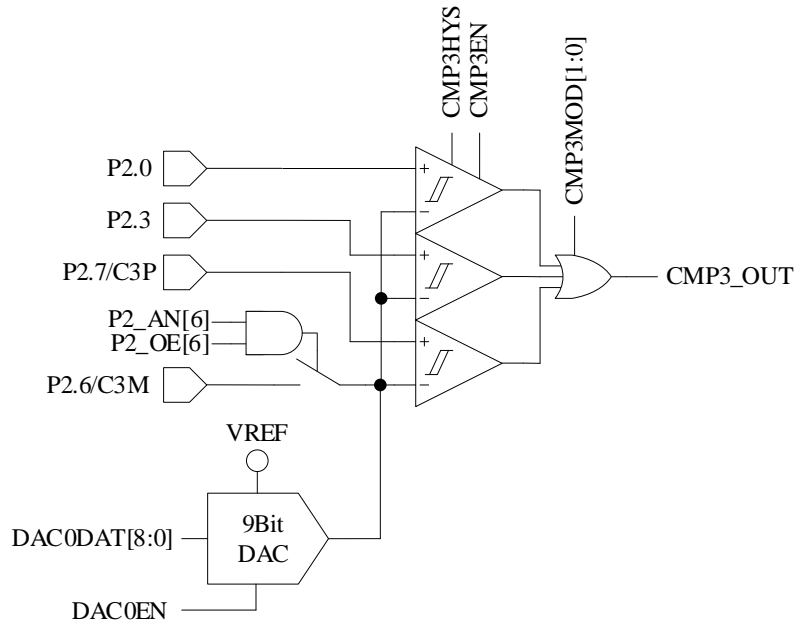 CMP3HYS
CMP3EN
CMP3MOD[1:0]
P2.0
+
−
P2.3
+
P2.7/C3P
−
CMP3_OUT
P2_AN[6]
P2_OE[6]
+
P2.6/C3M
−
VREF
9Bit
DAC
DAC0DAT[8:0]
DAC0EN